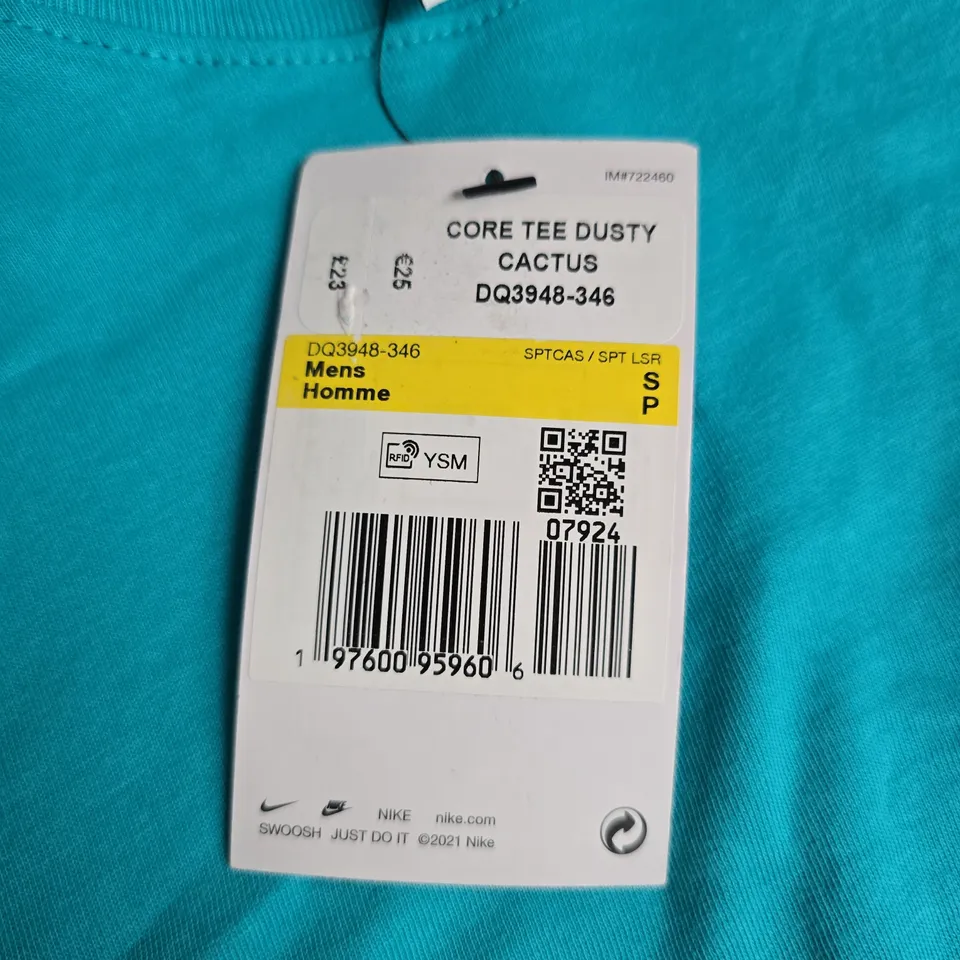 IM#722460
CORE TEE DUSTY
CACTUS
DQ3948-346
£23
€25
DQ3948-346
SPTCAS / SPT LSR
Mens
S
Homme
P
RFID YSM
07924
1 97600 95960 6
NIKE nike.com
SWOOSH JUST DO IT ©2021 Nike